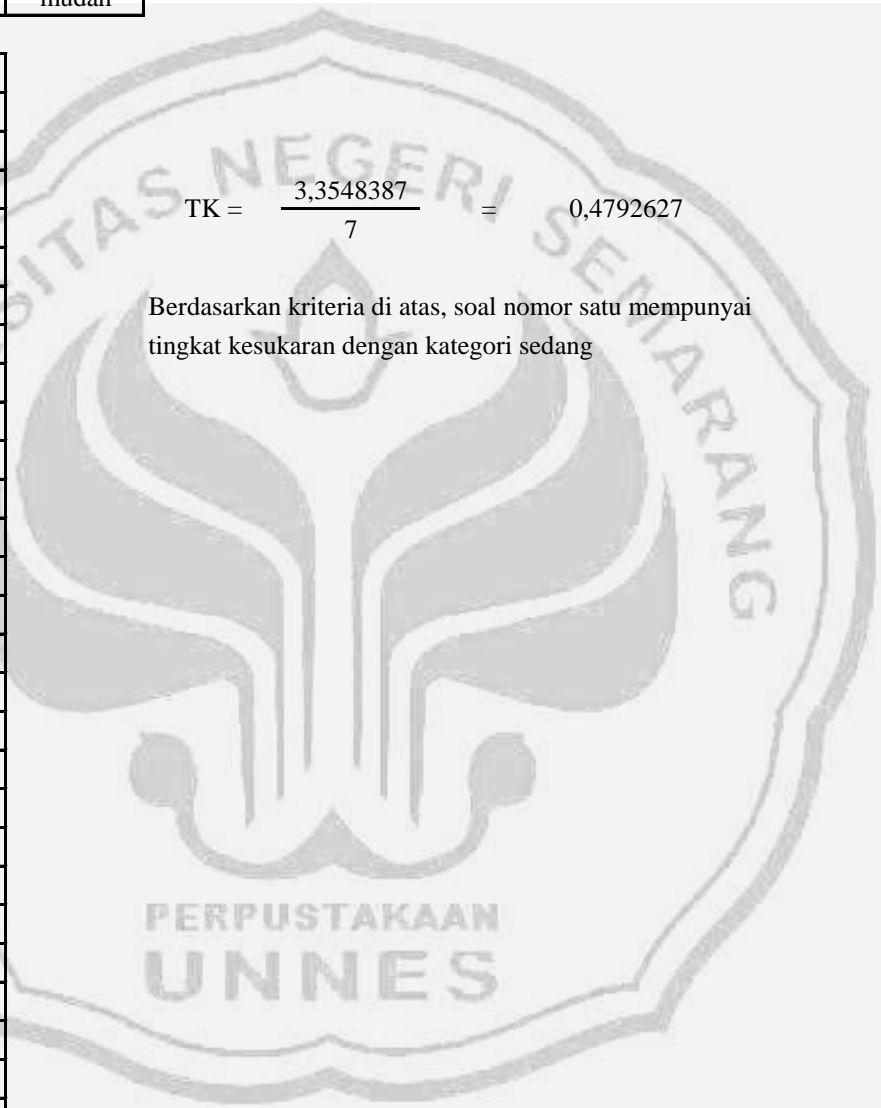 mudah
TK = 3,3548387 / 7 = 0,4792627
Berdasarkan kriteria di atas, soal nomor satu mempunyai
tingkat kesukaran dengan kategori sedang
SITAS NEGERI SEMARANG
PERPUSTAKAAN
UNNES